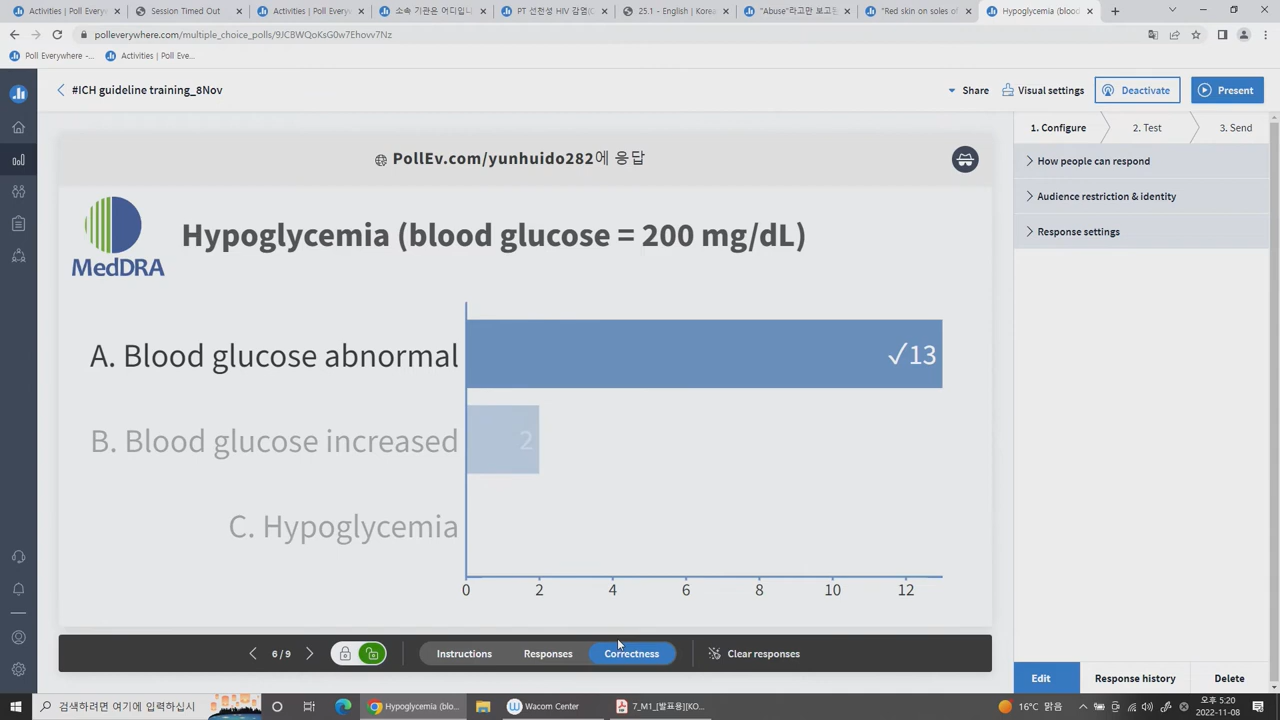 Activities | Poll Every
Session Timed Out
Activities | Poll Every
소속 기관은 어디입니
PT 선천성 HIV 감염(C
25.1 - English | Korea
"Abuse"라고만 보고된
"Red skin on soles of
Hypoglycemia (blood
polleverywhere.com/multiple_choice_polls/9JCBWQoKsG0w7Ehovv7Nz
Poll Everywhere -...
Activities | Poll Eve...
#ICH guideline training_8Nov
Share
Visual settings
Deactivate
Present
1. Configure
2. Test
3. Send
PollEv.com/yunhuido282에 응답
How people can respond
Audience restriction & identity
Response settings
MedDRA
Hypoglycemia (blood glucose = 200 mg/dL)
A. Blood glucose abnormal
✓13
B. Blood glucose increased
2
C. Hypoglycemia
0 2 4 6 8 10 12
6 / 9
Instructions
Responses
Correctness
Clear responses
Edit
Response history
Delete
검색하려면 여기에 입력하십시
Hypoglycemia (blo...
Wacom Center
7_M1_[발표용][KO...
16°C 맑음
오후 5:20
2022-11-08